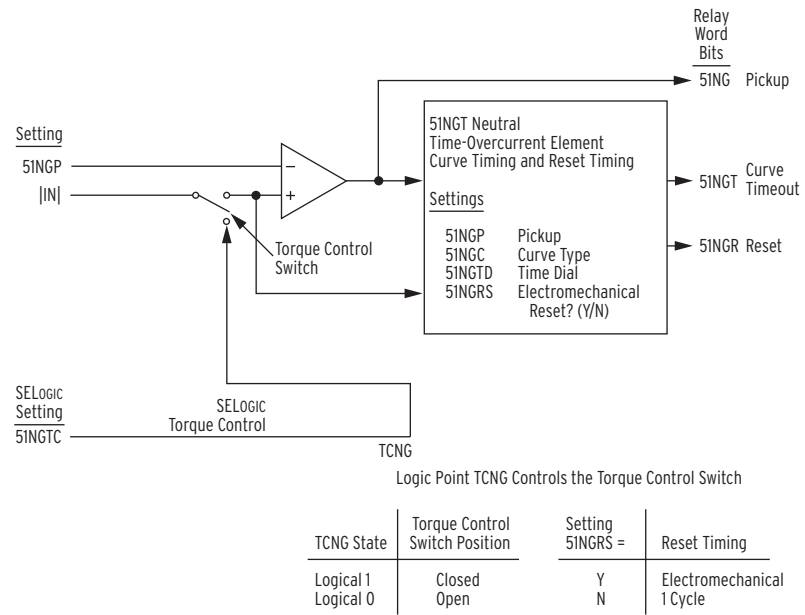 Relay
Word
Bits
51NG Pickup
Setting
51NGP
|IN|
51NGT Neutral
Time-Overcurrent Element
Curve Timing and Reset Timing
Settings
51NGP Pickup
51NGC Curve Type
51NGTD Time Dial
51NGRS Electromechanical
Reset? (Y/N)
51NGT Curve
Timeout
51NGR Reset
Torque Control
Switch
SELOGIC
Setting
51NGTC
SELOGIC
Torque Control
TCNG
Logic Point TCNG Controls the Torque Control Switch
TCNG State
Torque Control
Switch Position
Logical 1 Closed
Logical 0 Open
Setting
51NGRS =
Reset Timing
Y Electromechanical
N 1 Cycle
−
+